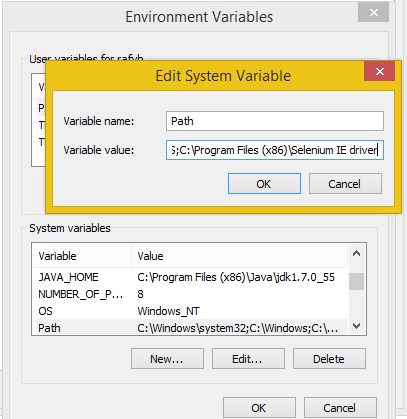 Environment Variables
User variables for rafyh
Edit System Variable
Variable name:
Path
Variable value:
S;C:\Program Files (x86)\Selenium IE driver
OK
Cancel
System variables
Variable Value
JAVA_HOME C:\Program Files (x86)\Java\jdk1.7.0_55
NUMBER_OF_P... 8
OS Windows_NT
Path C:\Windows\system32;C:\Windows;C:\...
New...
Edit...
Delete
OK
Cancel